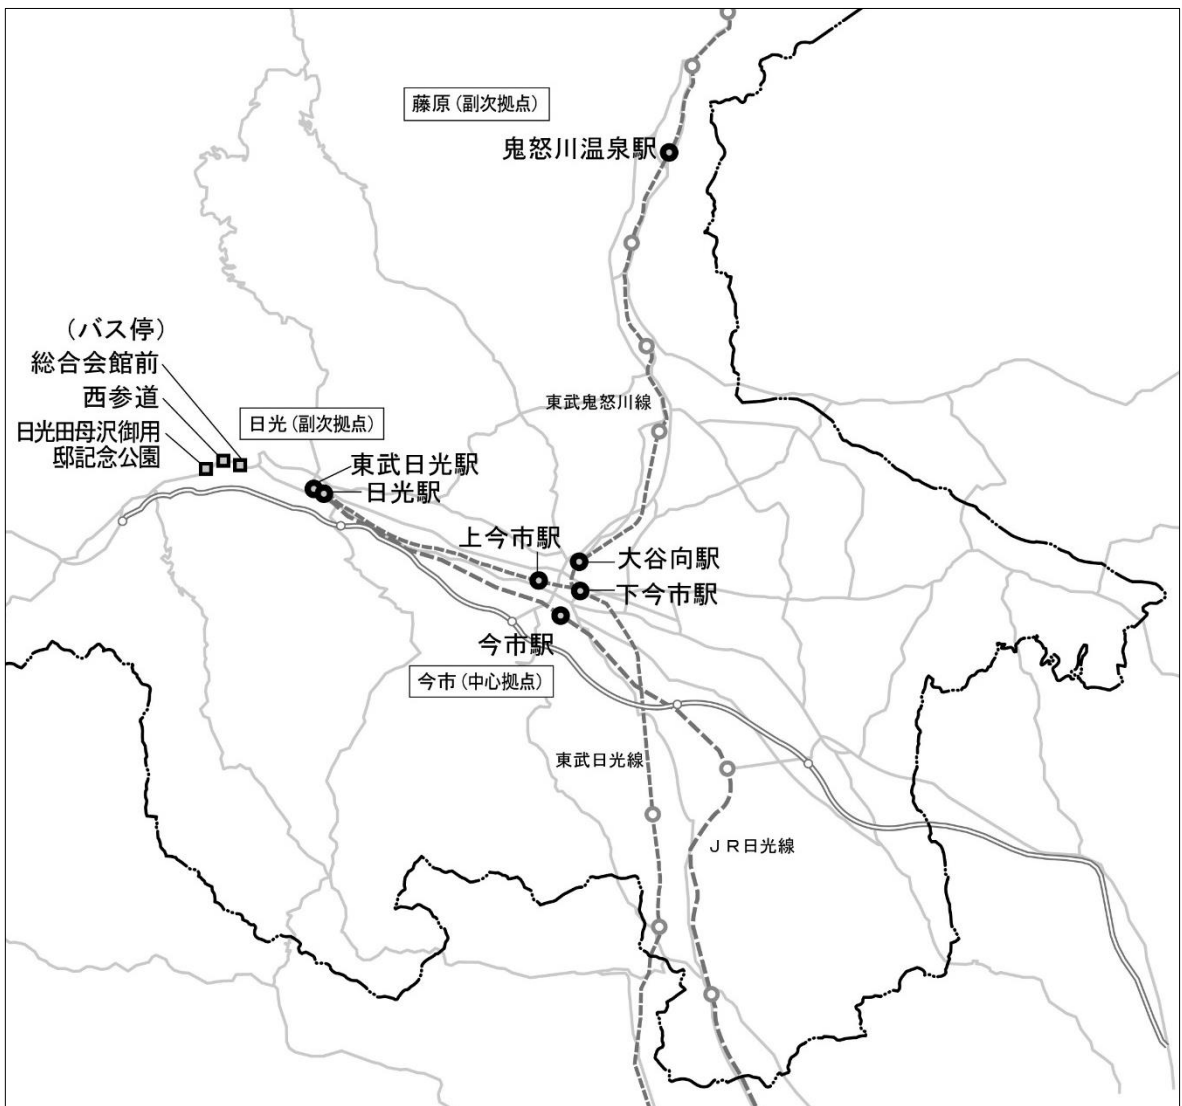 藤原（副次拠点）
鬼怒川温泉駅
（バス停）
総合会館前
西参道
日光田母沢御用
邸記念公園
日光（副次拠点）
東武鬼怒川線
東武日光駅
日光駅
上今市駅
大谷向駅
下今市駅
今市駅
今市（中心拠点）
東武日光線
ＪＲ日光線